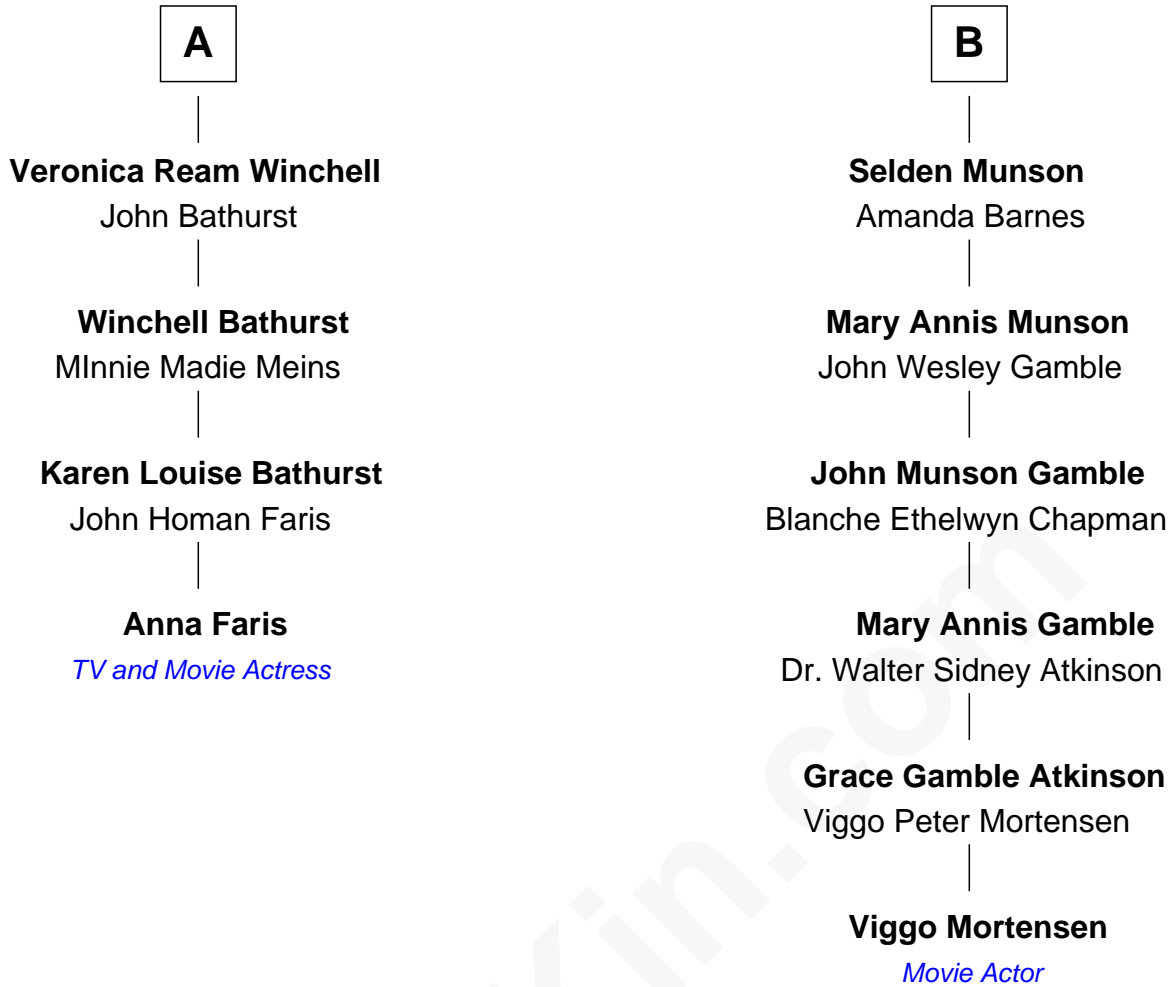 A
Veronica Ream Winchell
John Bathurst
Winchell Bathurst
MInnie Madie Meins
Karen Louise Bathurst
John Homan Faris
Anna Faris
TV and Movie Actress
B
Selden Munson
Amanda Barnes
Mary Annis Munson
John Wesley Gamble
John Munson Gamble
Blanche Ethelwyn Chapman
Mary Annis Gamble
Dr. Walter Sidney Atkinson
Grace Gamble Atkinson
Viggo Peter Mortensen
Viggo Mortensen
Movie Actor
Kin.com